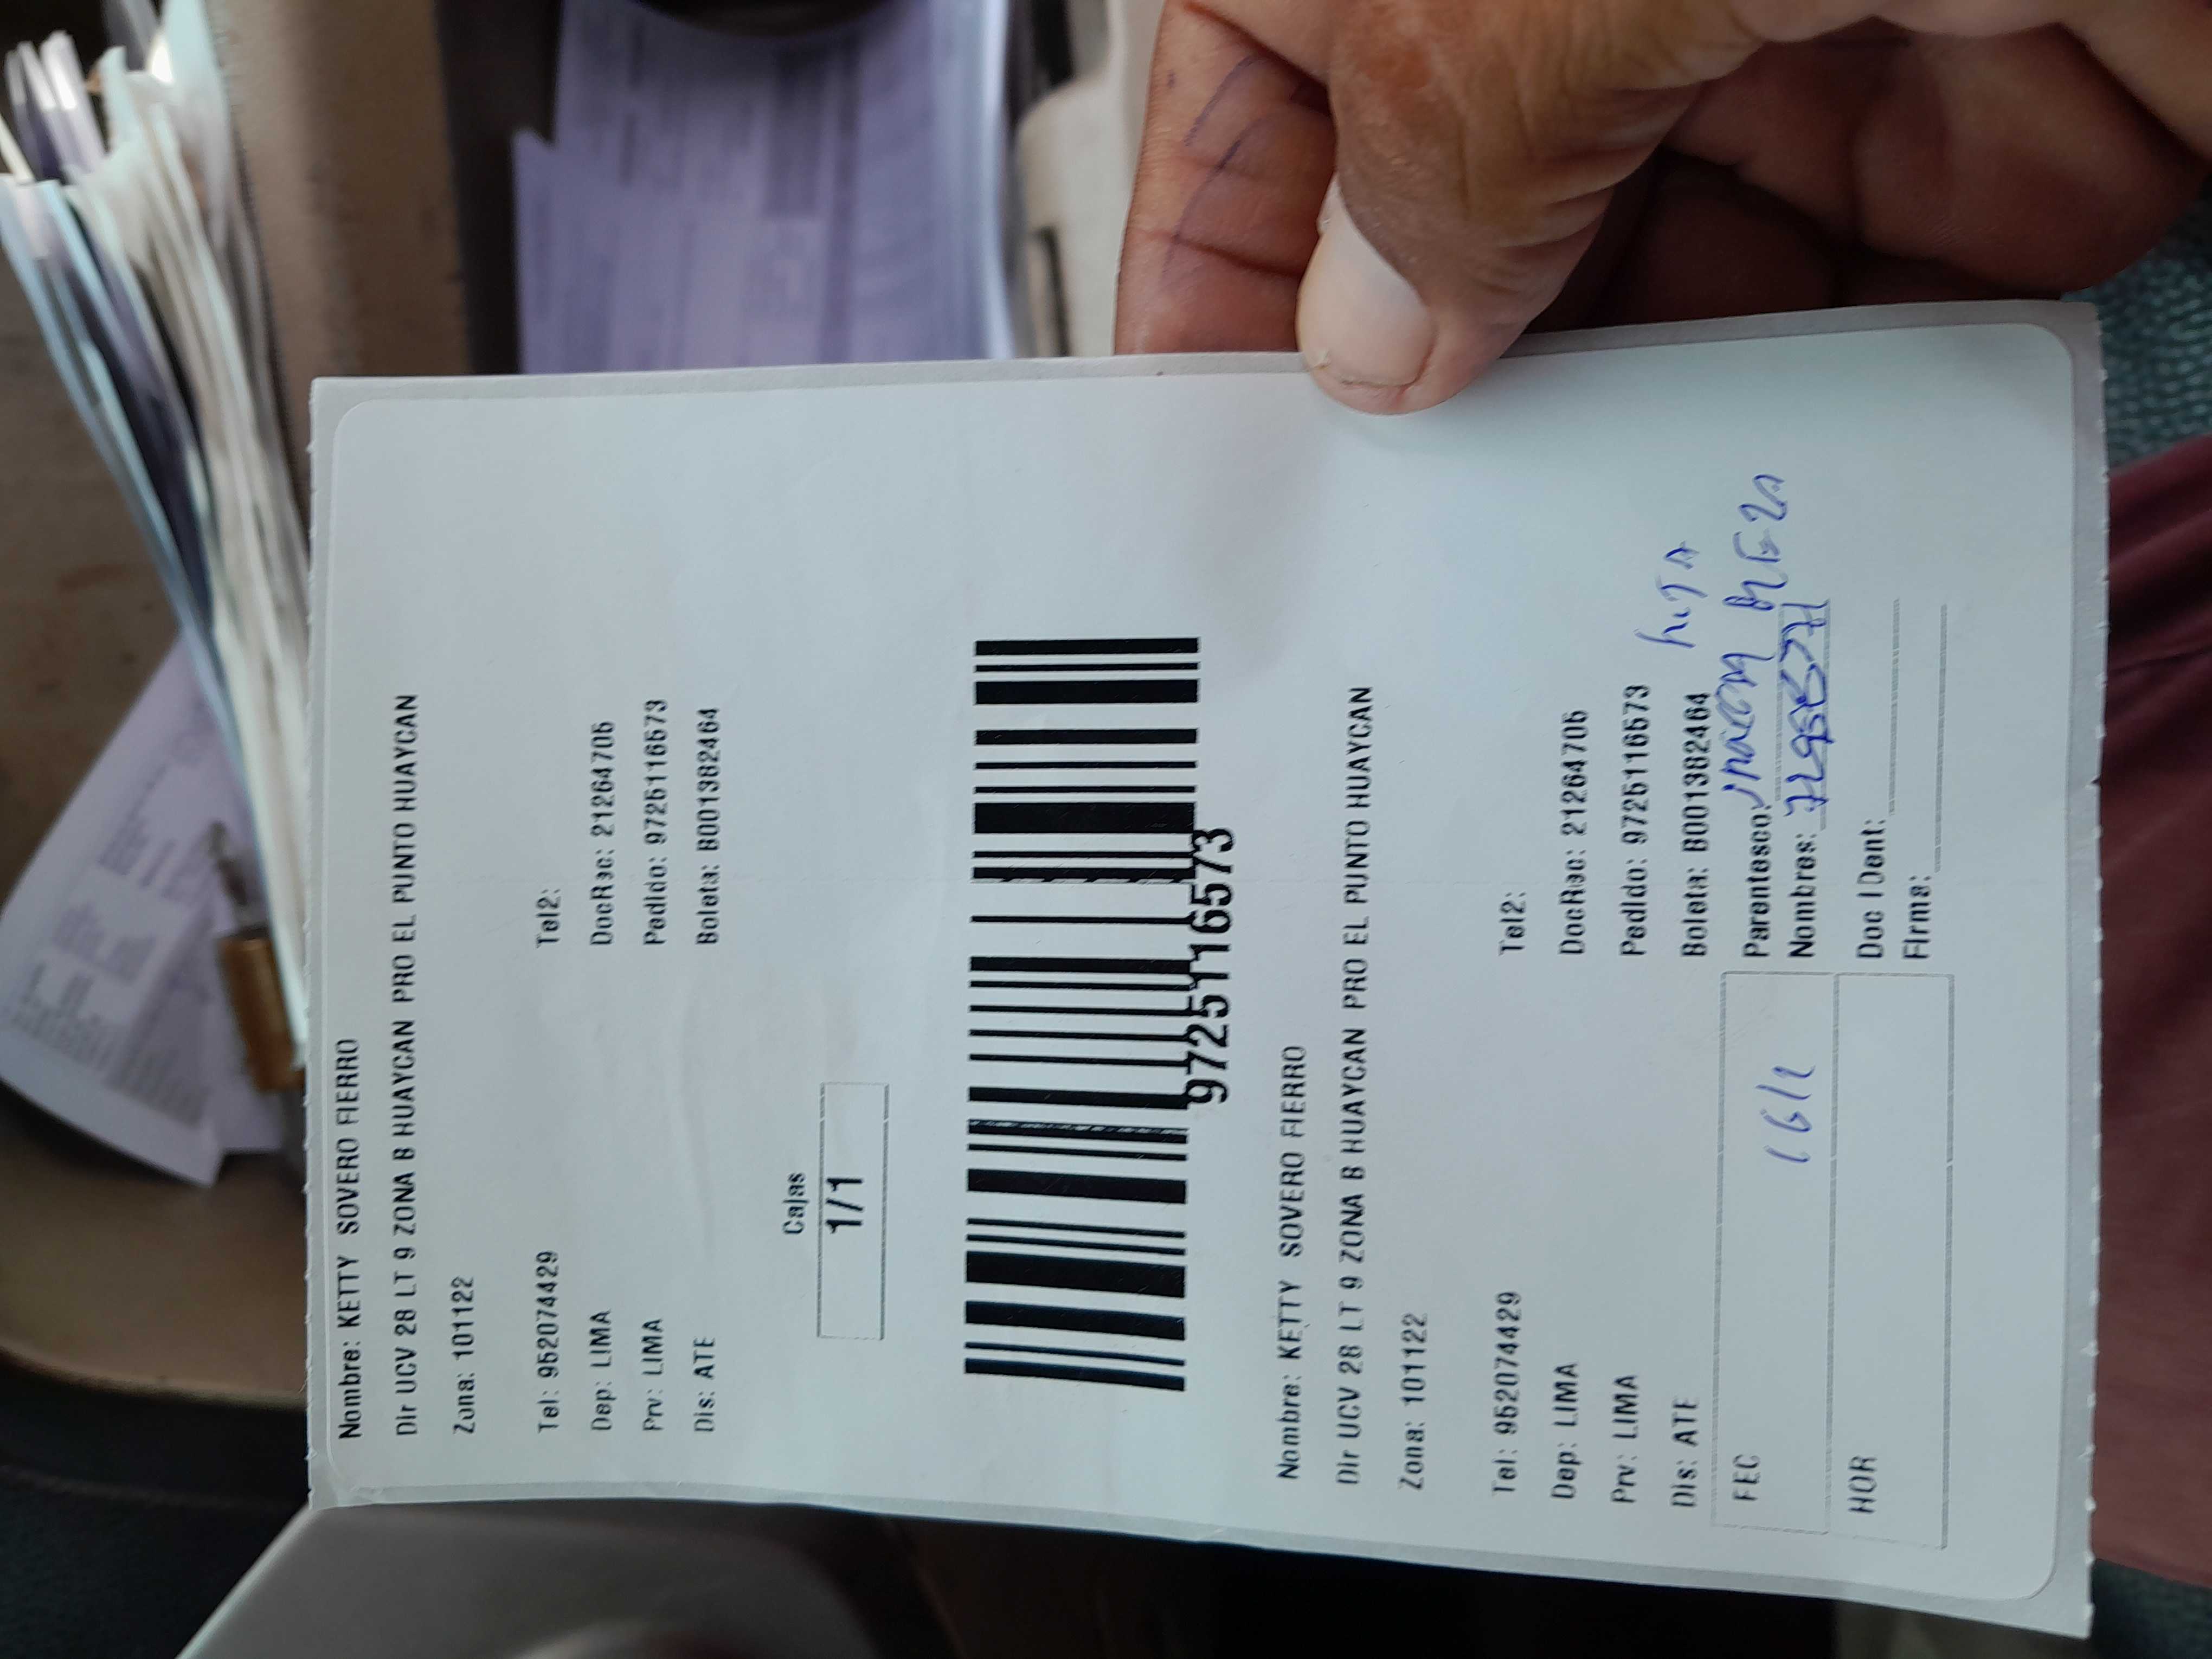 Nombre: KETTY SOVERO FIERRO
Dir UCV 28 LT 9 ZONA B HUAYCAN PRO EL PUNTO HUAYCAN
Zona: 101122
Tel: 952074429 Tel2:
Dep: LIMA DocRec: 21264705
Prv: LIMA Pedido: 9725116573
Dis: ATE Boleta: B001382464
Cajas
1/1
9725116573
Nombre: KETTY SOVERO FIERRO
Dir UCV 28 LT 9 ZONA B HUAYCAN PRO EL PUNTO HUAYCAN
Zona: 101122
Tel: 952074429 Tel2:
Dep: LIMA DocRec: 21264705
Prv: LIMA Pedido: 9725116573
Dis: ATE Boleta: B001382464
FEC Parentesco:
Nombres:
HOR Doc IDent:
Firma: